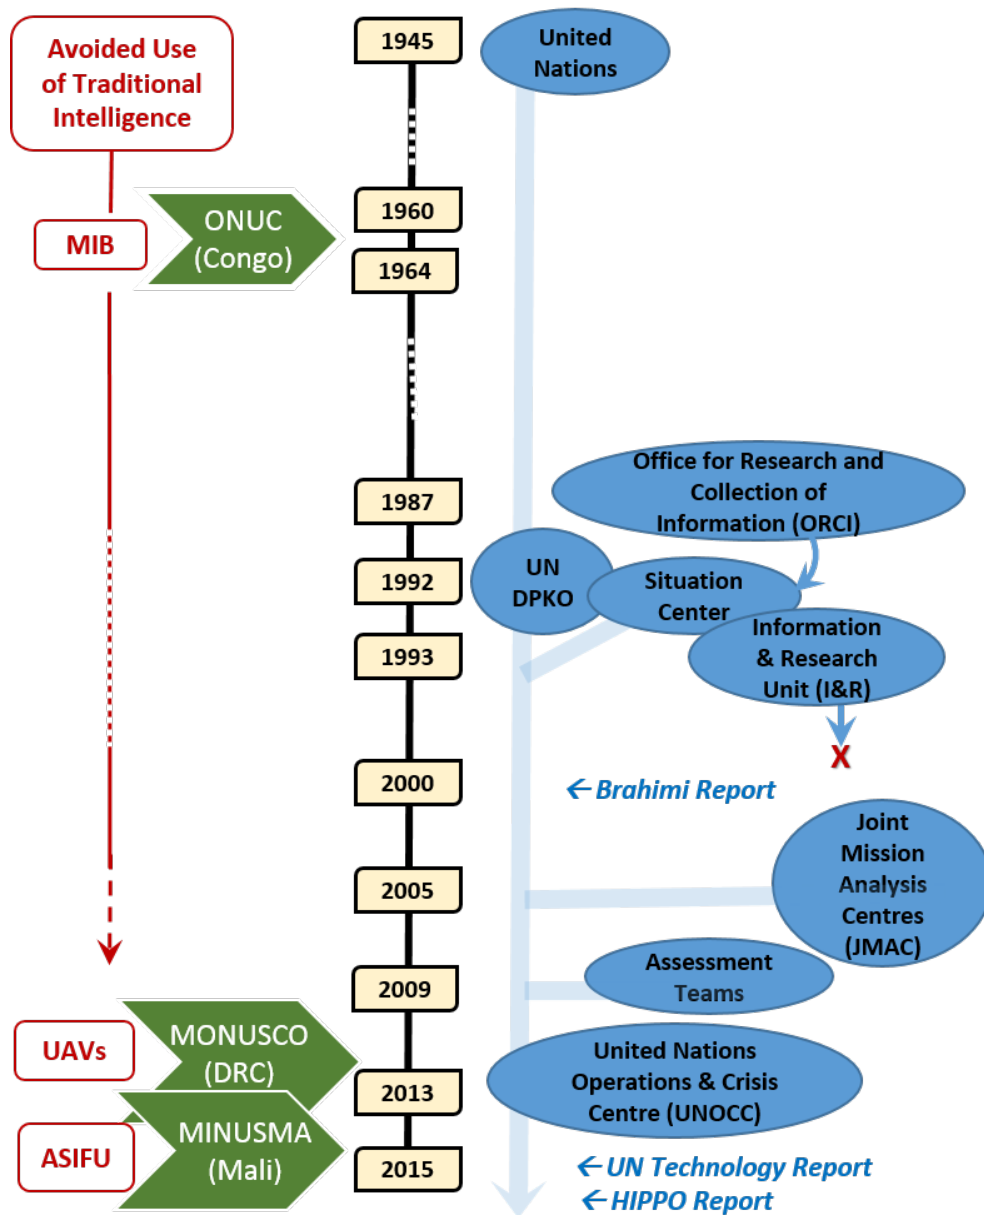 Avoided Use
of Traditional
Intelligence
1945
United
Nations
MIB
ONUC
(Congo)
1960
1964
1987
Office for Research and
Collection of
Information (ORCI)
1992
UN
DPKO
Situation
Center
1993
Information
& Research
Unit (I&R)
X
2000
←Brahimi Report
2005
Joint
Mission
Analysis
Centres
(JMAC)
2009
Assessment
Teams
UAVs
MONUSCO
(DRC)
2013
United Nations
Operations & Crisis
Centre (UNOCC)
ASIFU
MINUSMA
(Mali)
2015
←UN Technology Report
←HIPPO Report